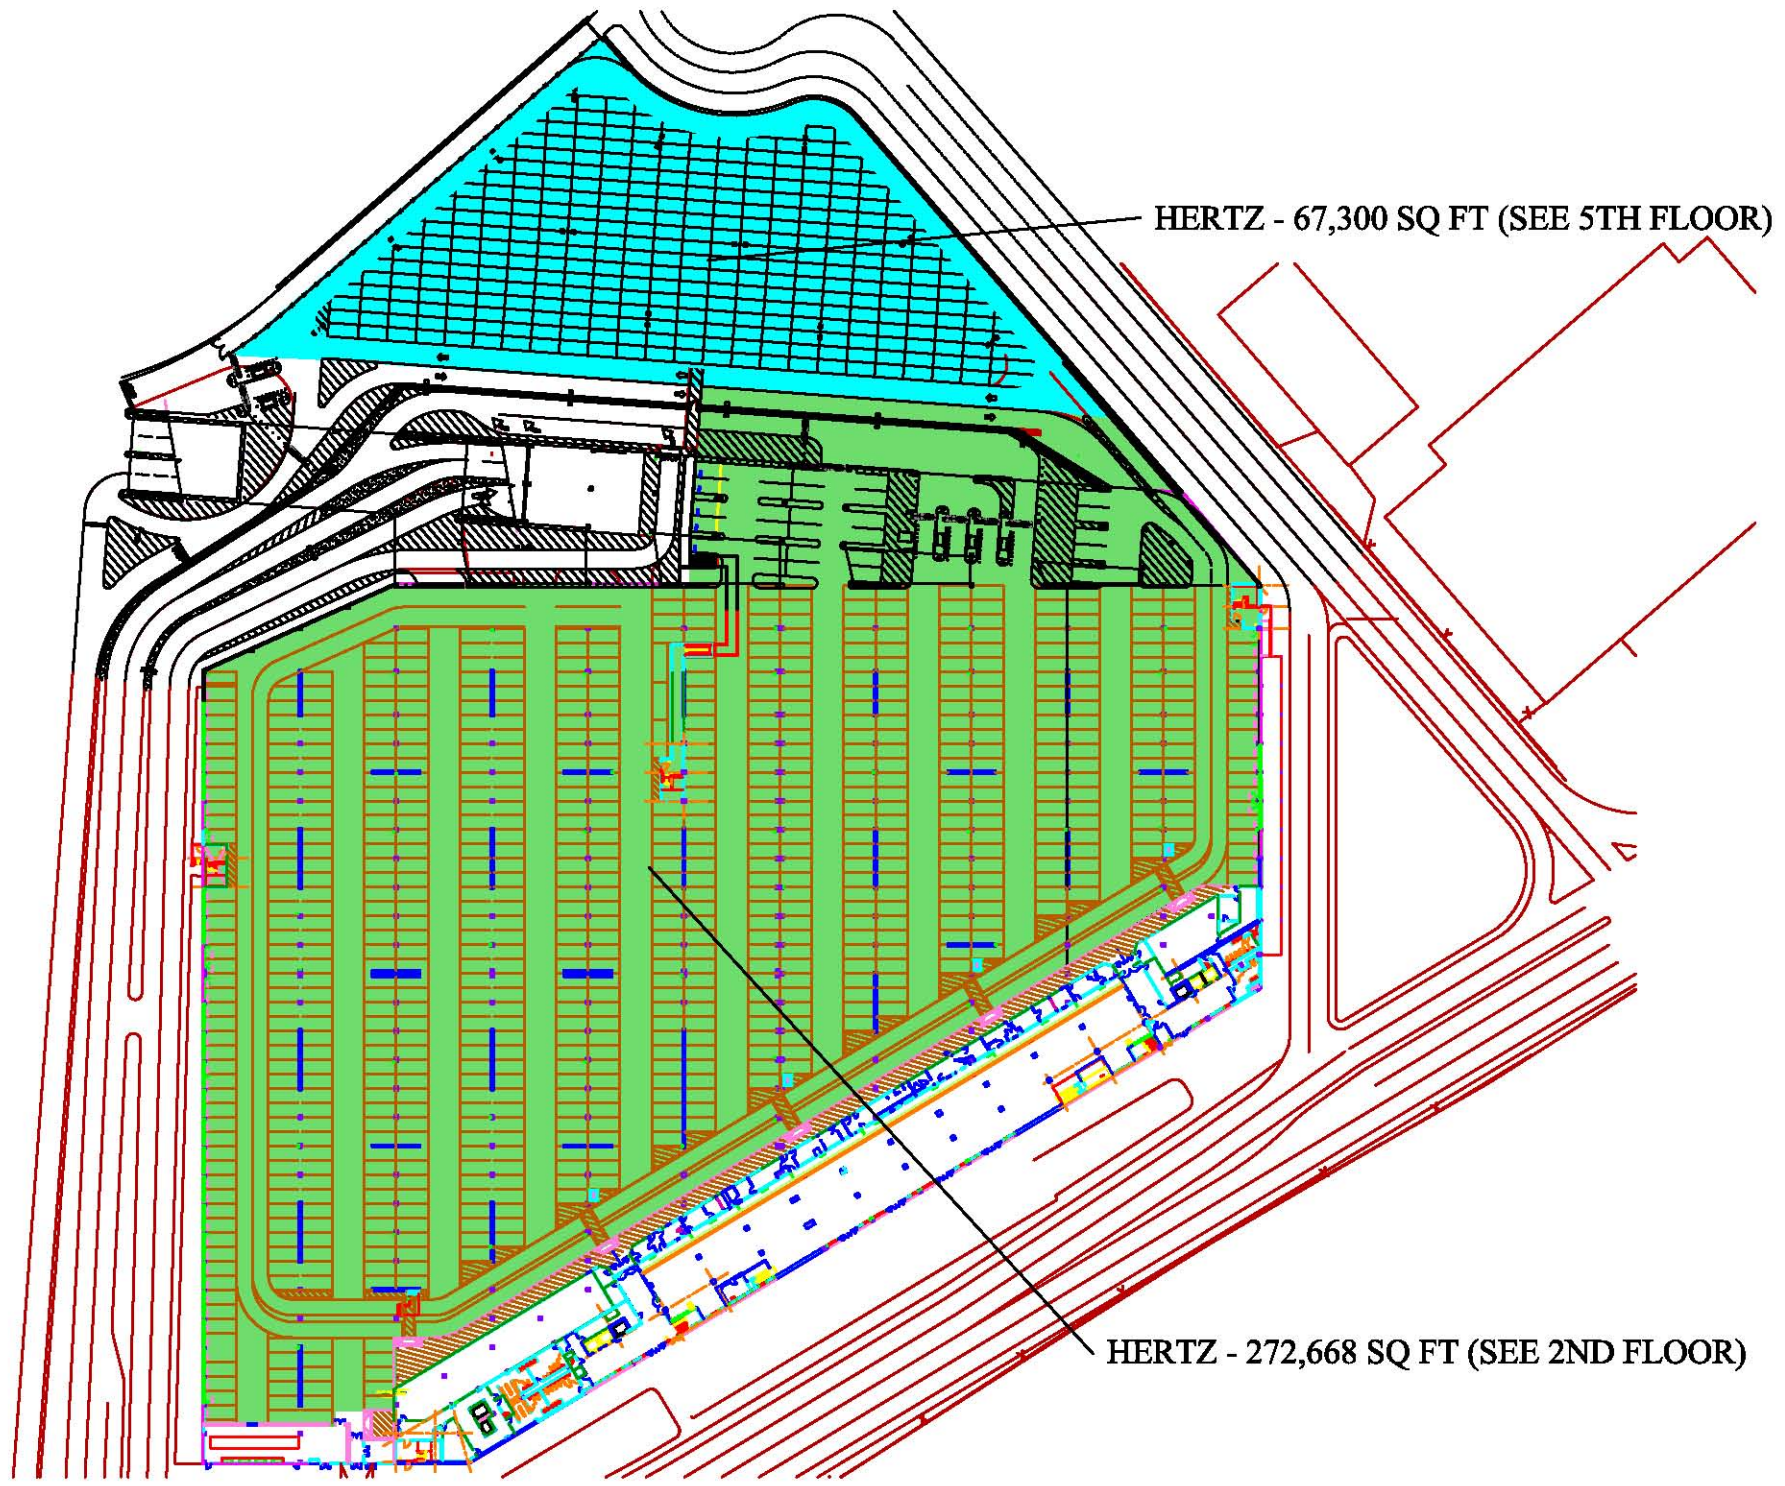 HERTZ - 67,300 SQ FT (SEE 5TH FLOOR)
HERTZ - 272,668 SQ FT (SEE 2ND FLOOR)